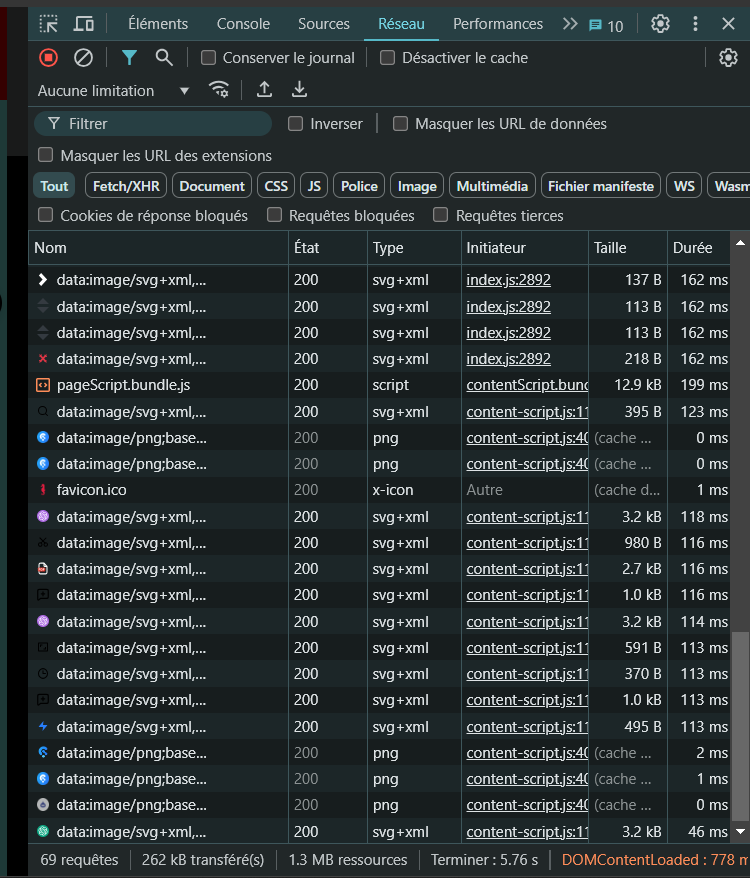 Éléments Console Sources Réseau Performances 10
Conserver le journal Désactiver le cache
Aucune limitation
Filtrer Inverser Masquer les URL de données
Masquer les URL des extensions
Tout Fetch/XHR Document CSS JS Police Image Multimédia Fichier manifeste WS Wasm
Cookies de réponse bloqués Requêtes bloquées Requêtes tierces
Nom État Type Initiateur Taille Durée
data:image/svg+xml,... 200 svg+xml index.js:2892 137 B 162 ms
data:image/svg+xml,... 200 svg+xml index.js:2892 113 B 162 ms
data:image/svg+xml,... 200 svg+xml index.js:2892 113 B 162 ms
data:image/svg+xml,... 200 svg+xml index.js:2892 218 B 162 ms
pageScript.bundle.js 200 script contentScript.bund 12.9 kB 199 ms
data:image/svg+xml,... 200 svg+xml content-script.js:11 395 B 123 ms
data:image/png;base... 200 png content-script.js:40 (cache ... 0 ms
data:image/png;base... 200 png content-script.js:40 (cache ... 0 ms
favicon.ico 200 x-icon Autre (cache d... 1 ms
data:image/svg+xml,... 200 svg+xml content-script.js:11 3.2 kB 118 ms
data:image/svg+xml,... 200 svg+xml content-script.js:11 980 B 116 ms
data:image/svg+xml,... 200 svg+xml content-script.js:11 2.7 kB 116 ms
data:image/svg+xml,... 200 svg+xml content-script.js:11 1.0 kB 116 ms
data:image/svg+xml,... 200 svg+xml content-script.js:11 3.2 kB 114 ms
data:image/svg+xml,... 200 svg+xml content-script.js:11 591 B 113 ms
data:image/svg+xml,... 200 svg+xml content-script.js:11 370 B 113 ms
data:image/svg+xml,... 200 svg+xml content-script.js:11 1.0 kB 113 ms
data:image/svg+xml,... 200 svg+xml content-script.js:11 495 B 113 ms
data:image/png;base... 200 png content-script.js:40 (cache ... 2 ms
data:image/png;base... 200 png content-script.js:40 (cache ... 1 ms
data:image/png;base... 200 png content-script.js:40 (cache ... 0 ms
data:image/svg+xml,... 200 svg+xml content-script.js:11 3.2 kB 46 ms
69 requêtes 262 kB transféré(s) 1.3 MB ressources Terminer : 5.76 s DOMContentLoaded : 778 m